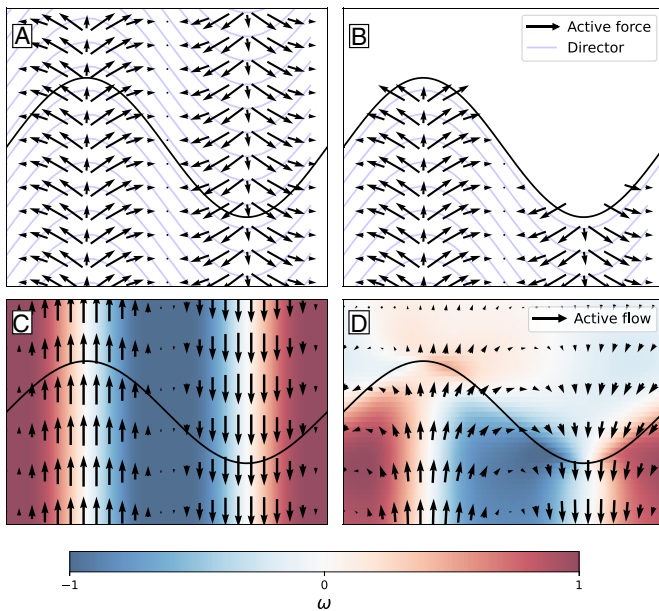 A
B
Active force
Director
C
D
Active flow
−1
0
1
ω